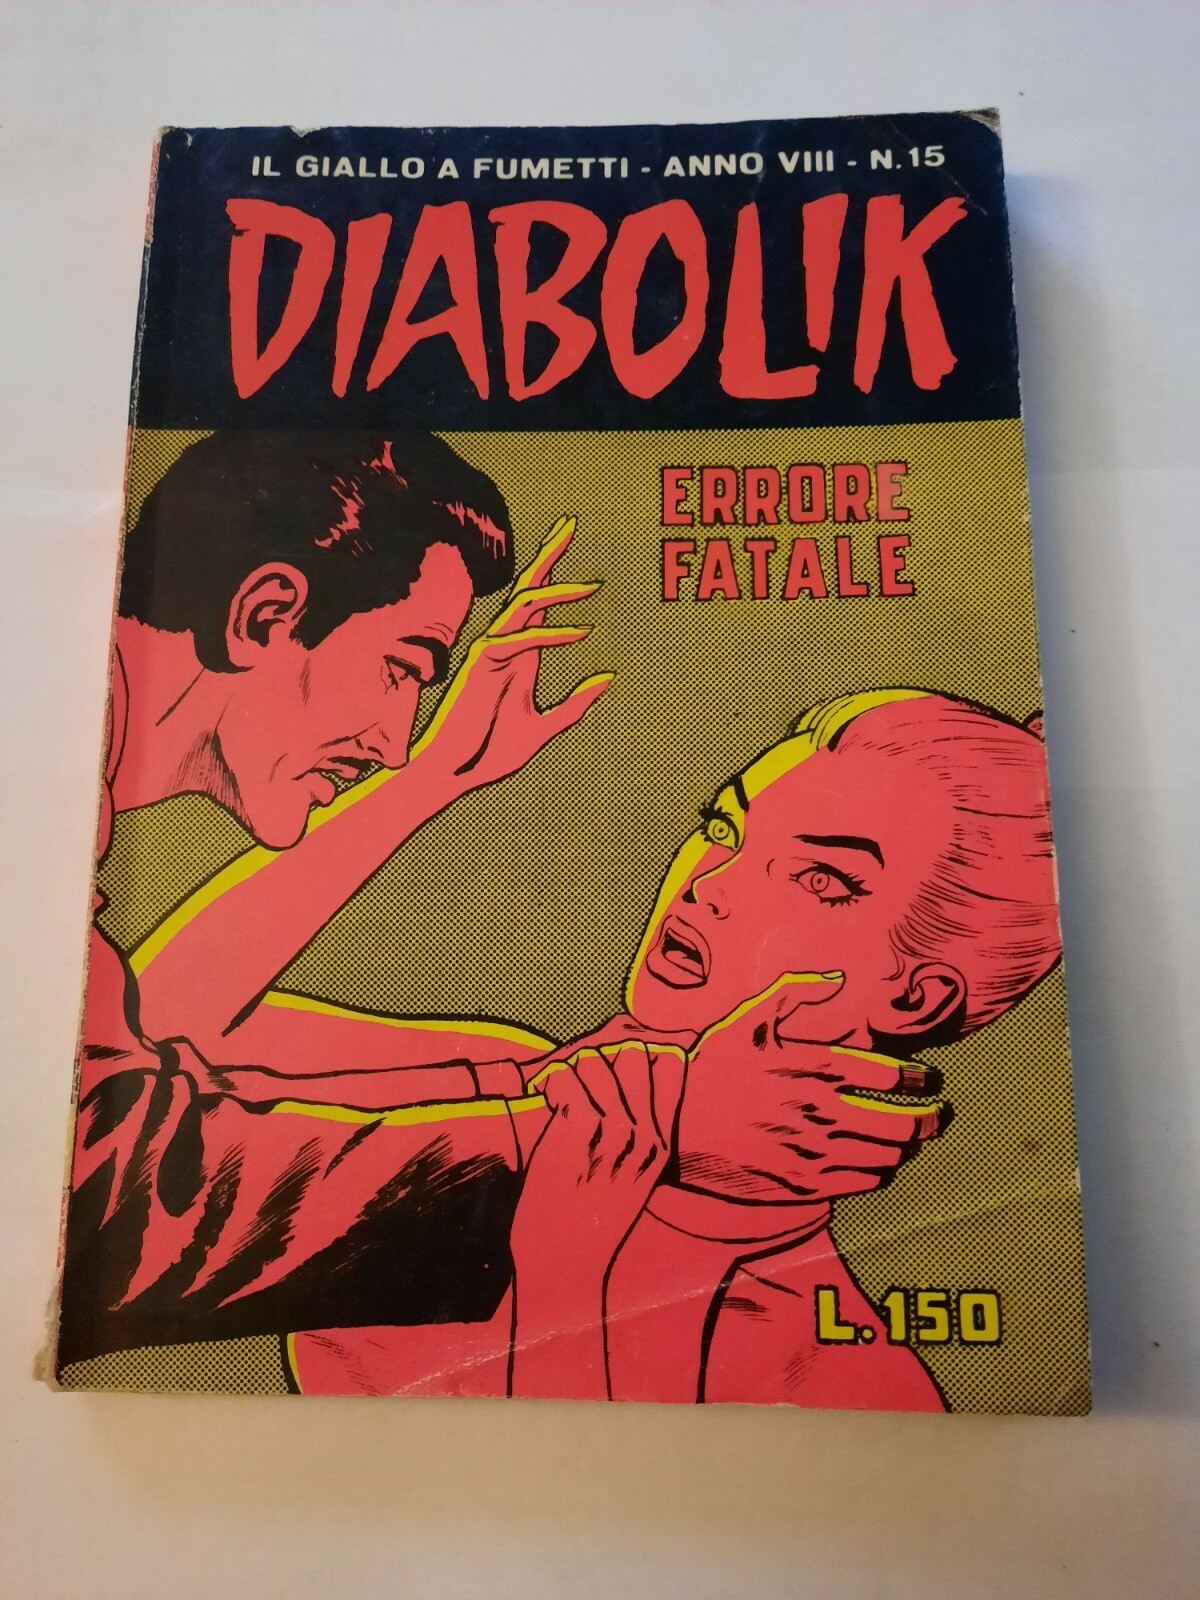 IL GIALLO A FUMETTI - ANNO VIII - N.15
DIABOLIK
ERRORE
FATALE
L.150